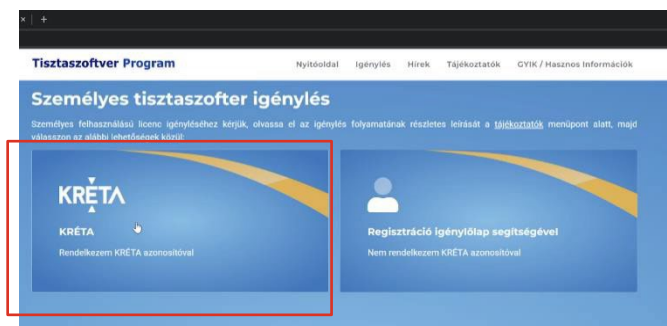 × | +
Tisztaszoftver Program
Nyitóoldal Igénylés Hírek Tájékoztatók GYIK / Hasznos Információk
Személyes tisztaszofter igénylés
Személyes felhasználású licenc igényléséhez kérjük, olvassa el az igénylés folyamatának részletes leírását a tájékoztatók menüpont alatt, majd
válasszon az alábbi lehetőségek közül:
KRÉTA
KRÉTA
Rendelkezem KRÉTA azonosítóval
Regisztráció igénylőlap segítségével
Nem rendelkezem KRÉTA azonosítóval